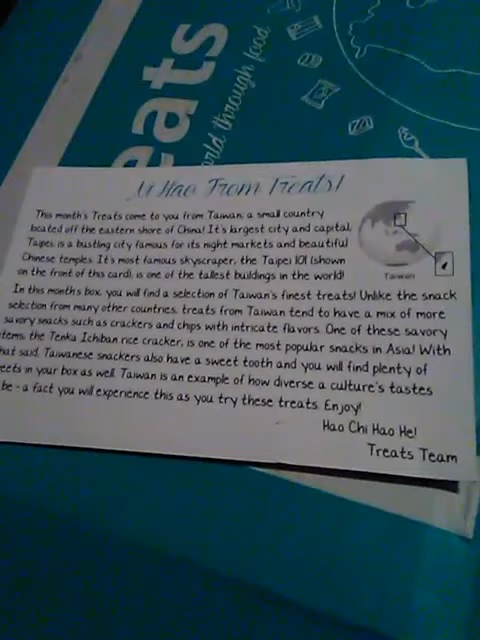 eats
orld through food
Ni Hao From Treats!
This month's Treats come to you from Taiwan, a small country
located off the eastern shore of China! It's largest city and capital,
Taipei, is a bustling city famous for its night markets and beautiful
Chinese temples. It's most famous skyscraper, the Taipei 101 (shown
on the front of this card), is one of the tallest buildings in the world!
Taiwan
In this months box, you will find a selection of Taiwan's finest treats! Unlike the snack
selection from many other countries, treats from Taiwan tend to have a mix of more
savory snacks such as crackers and chips with intricate flavors. One of these savory
items, the Tenka Ichiban rice cracker, is one of the most popular snacks in Asia! With
hat said, Taiwanese snackers also have a sweet tooth and you will find plenty of
eets in your box as well. Taiwan is an example of how diverse a culture's tastes
be - a fact you will experience this as you try these treats. Enjoy!
Hao Chi Hao He!
Treats Team